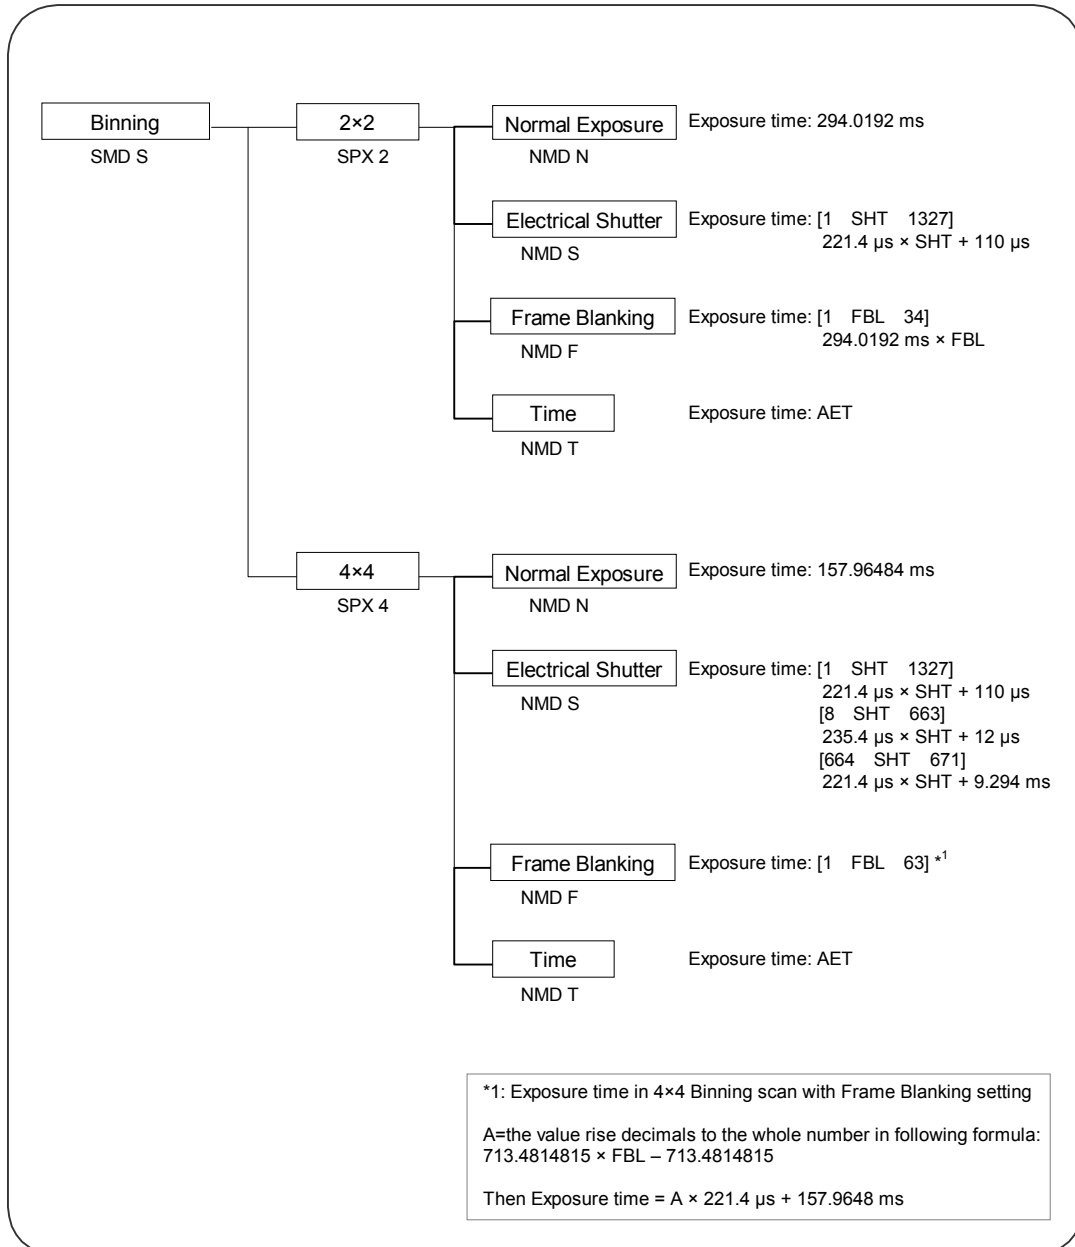 Binning
SMD S
2×2
SPX 2
Normal Exposure
NMD N
Exposure time: 294.0192 ms
Electrical Shutter
NMD S
Exposure time: [1 SHT 1327]
221.4 µs × SHT + 110 µs
Frame Blanking
NMD F
Exposure time: [1 FBL 34]
294.0192 ms × FBL
Time
NMD T
Exposure time: AET
4×4
SPX 4
Normal Exposure
NMD N
Exposure time: 157.96484 ms
Electrical Shutter
NMD S
Exposure time: [1 SHT 1327]
221.4 µs × SHT + 110 µs
[8 SHT 663]
235.4 µs × SHT + 12 µs
[664 SHT 671]
221.4 µs × SHT + 9.294 ms
Frame Blanking
NMD F
Exposure time: [1 FBL 63] *1
Time
NMD T
Exposure time: AET
*1: Exposure time in 4×4 Binning scan with Frame Blanking setting
A=the value rise decimals to the whole number in following formula:
713.4814815 × FBL – 713.4814815
Then Exposure time = A × 221.4 µs + 157.9648 ms